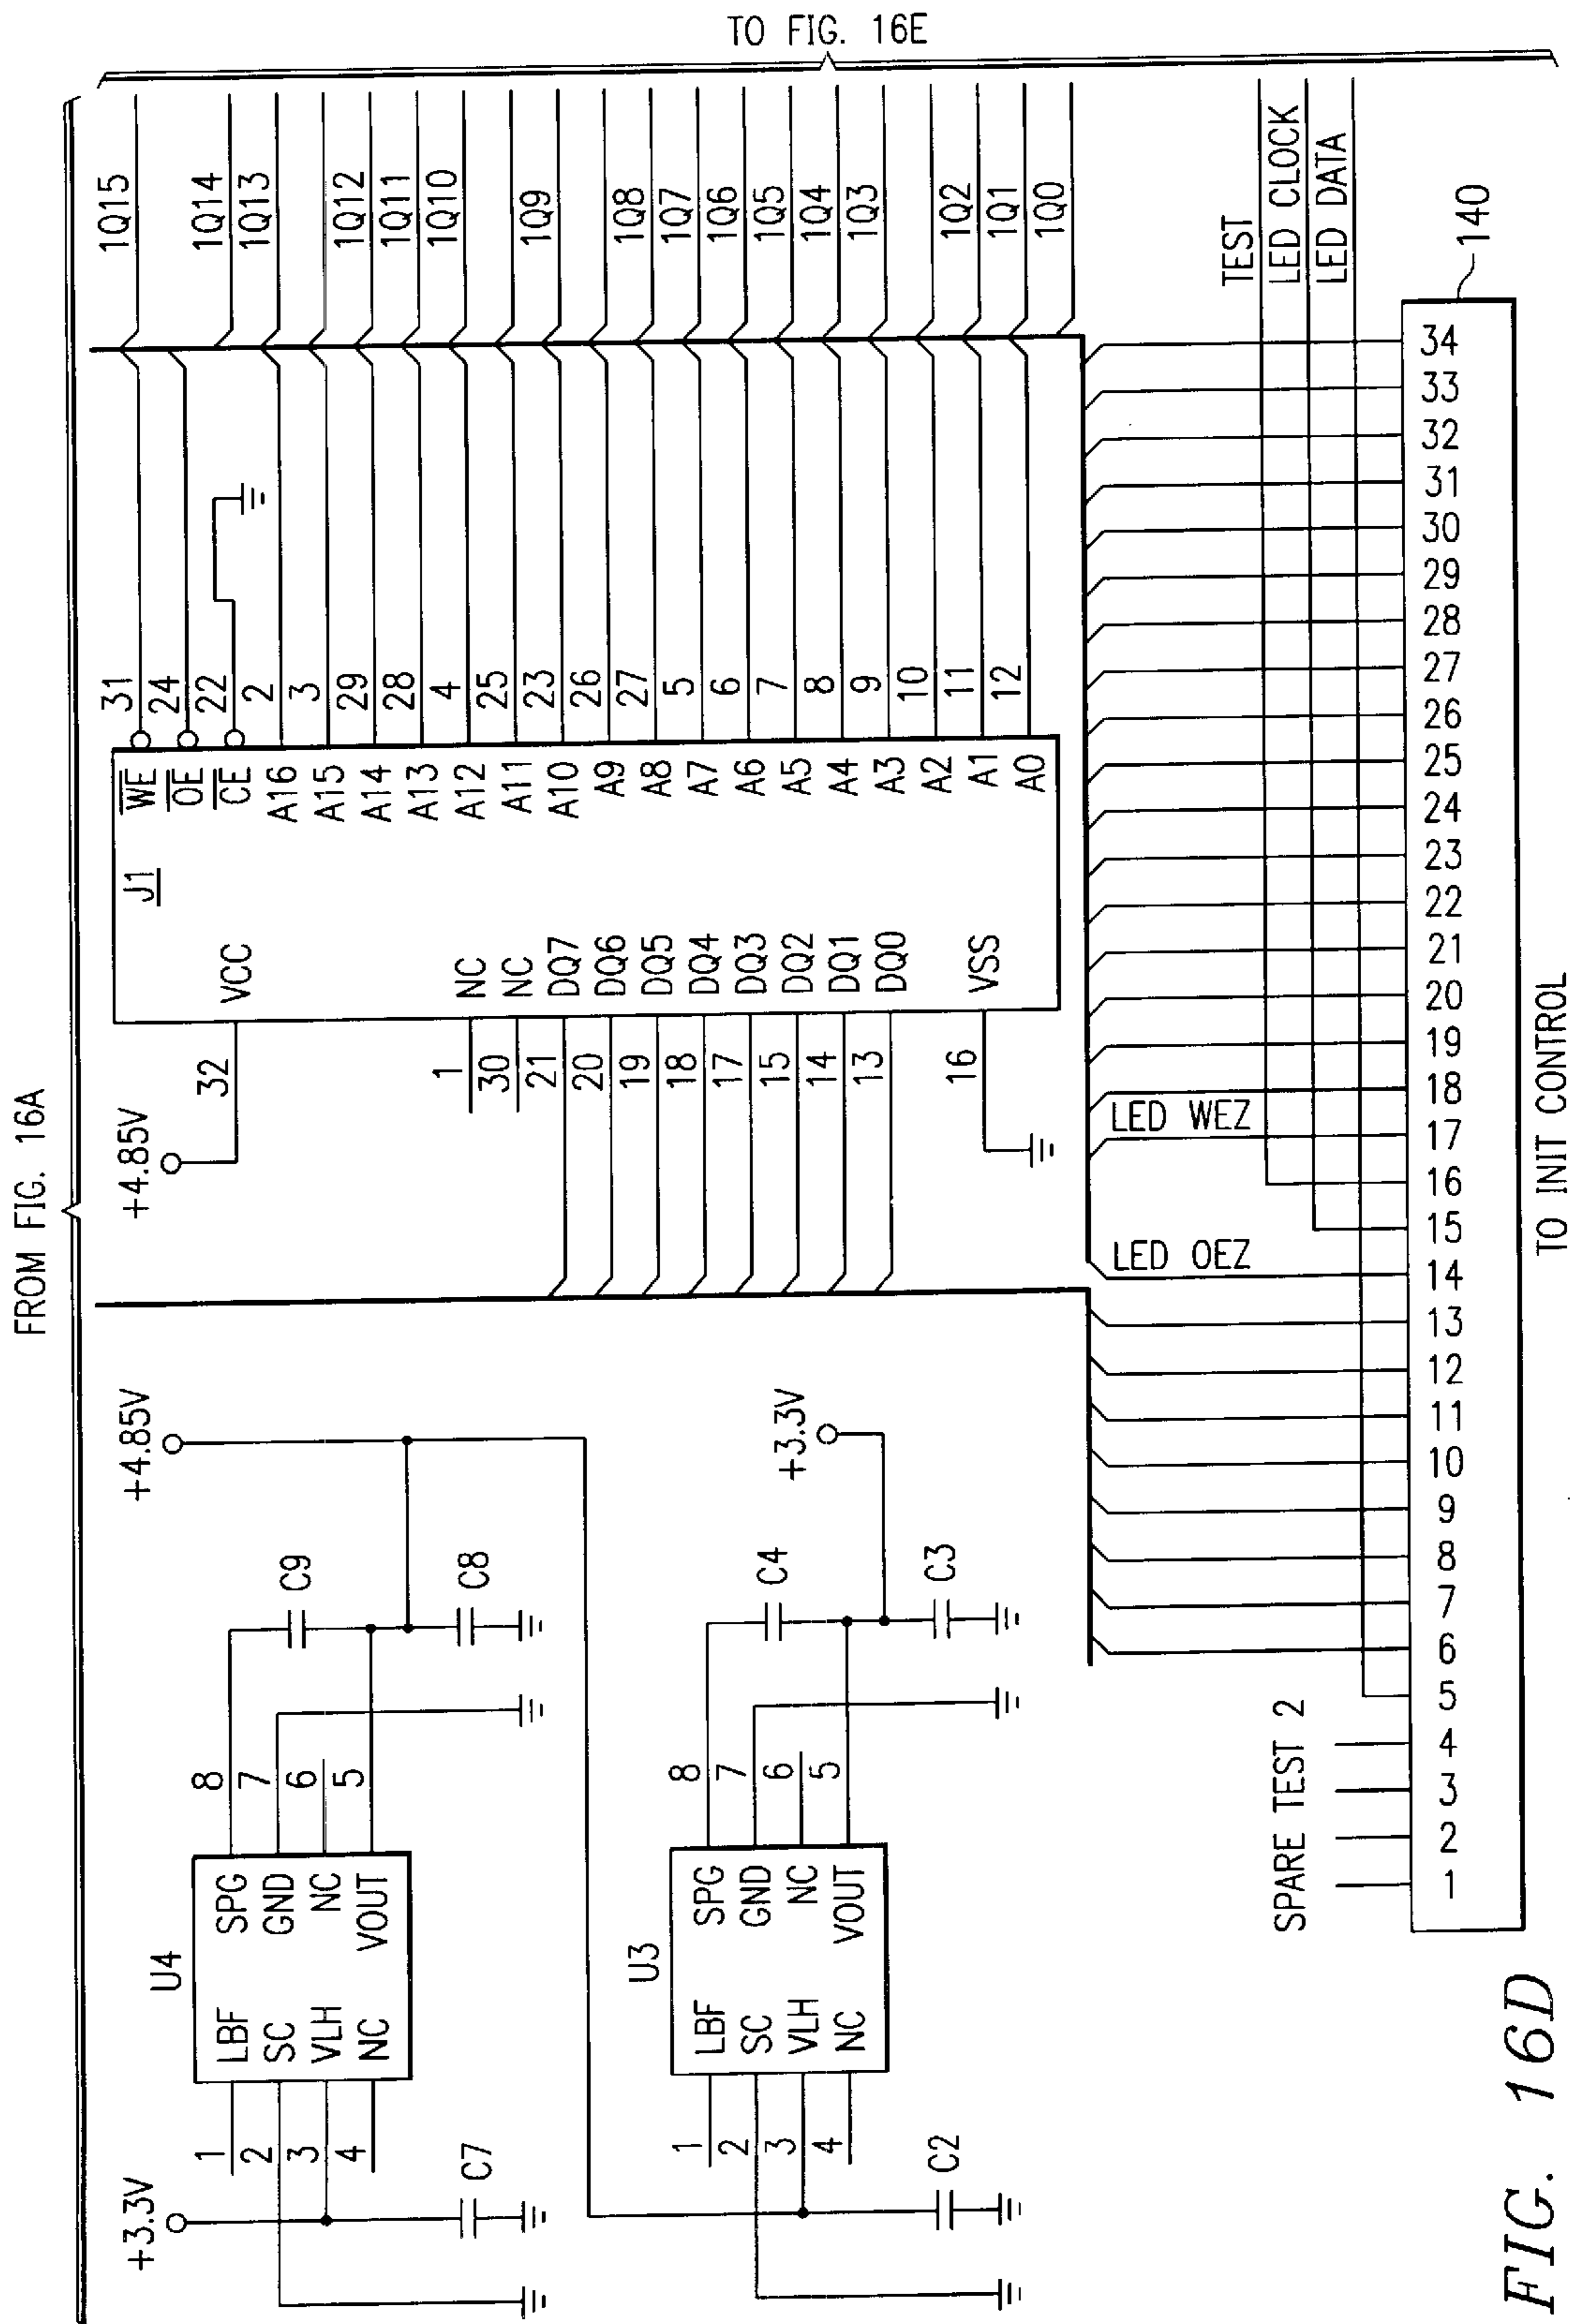 FROM FIG. 16A
TO FIG. 16E
+3.3V
U4
1 LBF SPG 8
2 SC GND 7
3 VLH NC 6
4 NC VOUT 5
C7
C9
C8
+4.85V
U3
1 LBF SPG 8
2 SC GND 7
3 VLH NC 6
4 NC VOUT 5
C2
C4
C3
+3.3V
+4.85V
J1
32 VCC
1 NC
30 NC
21 DQ7
20 DQ6
19 DQ5
18 DQ4
17 DQ3
15 DQ2
14 DQ1
13 DQ0
16 VSS
WE 31
OE 24
CE 22
A16 2
A15 3
A14 29
A13 28
A12 4
A11 25
A10 23
A9 26
A8 27
A7 5
A6 6
A5 7
A4 8
A3 9
A2 10
A1 11
A0 12
1Q15
1Q14
1Q13
1Q12
1Q11
1Q10
1Q9
1Q8
1Q7
1Q6
1Q5
1Q4
1Q3
1Q2
1Q1
1Q0
LED OEZ
LED WEZ
TEST
LED CLOCK
LED DATA
SPARE TEST 2
1 2 3 4 5 6 7 8 9 10 11 12 13 14 15 16 17 18 19 20 21 22 23 24 25 26 27 28 29 30 31 32 33 34
140
TO INIT CONTROL
FIG. 16D